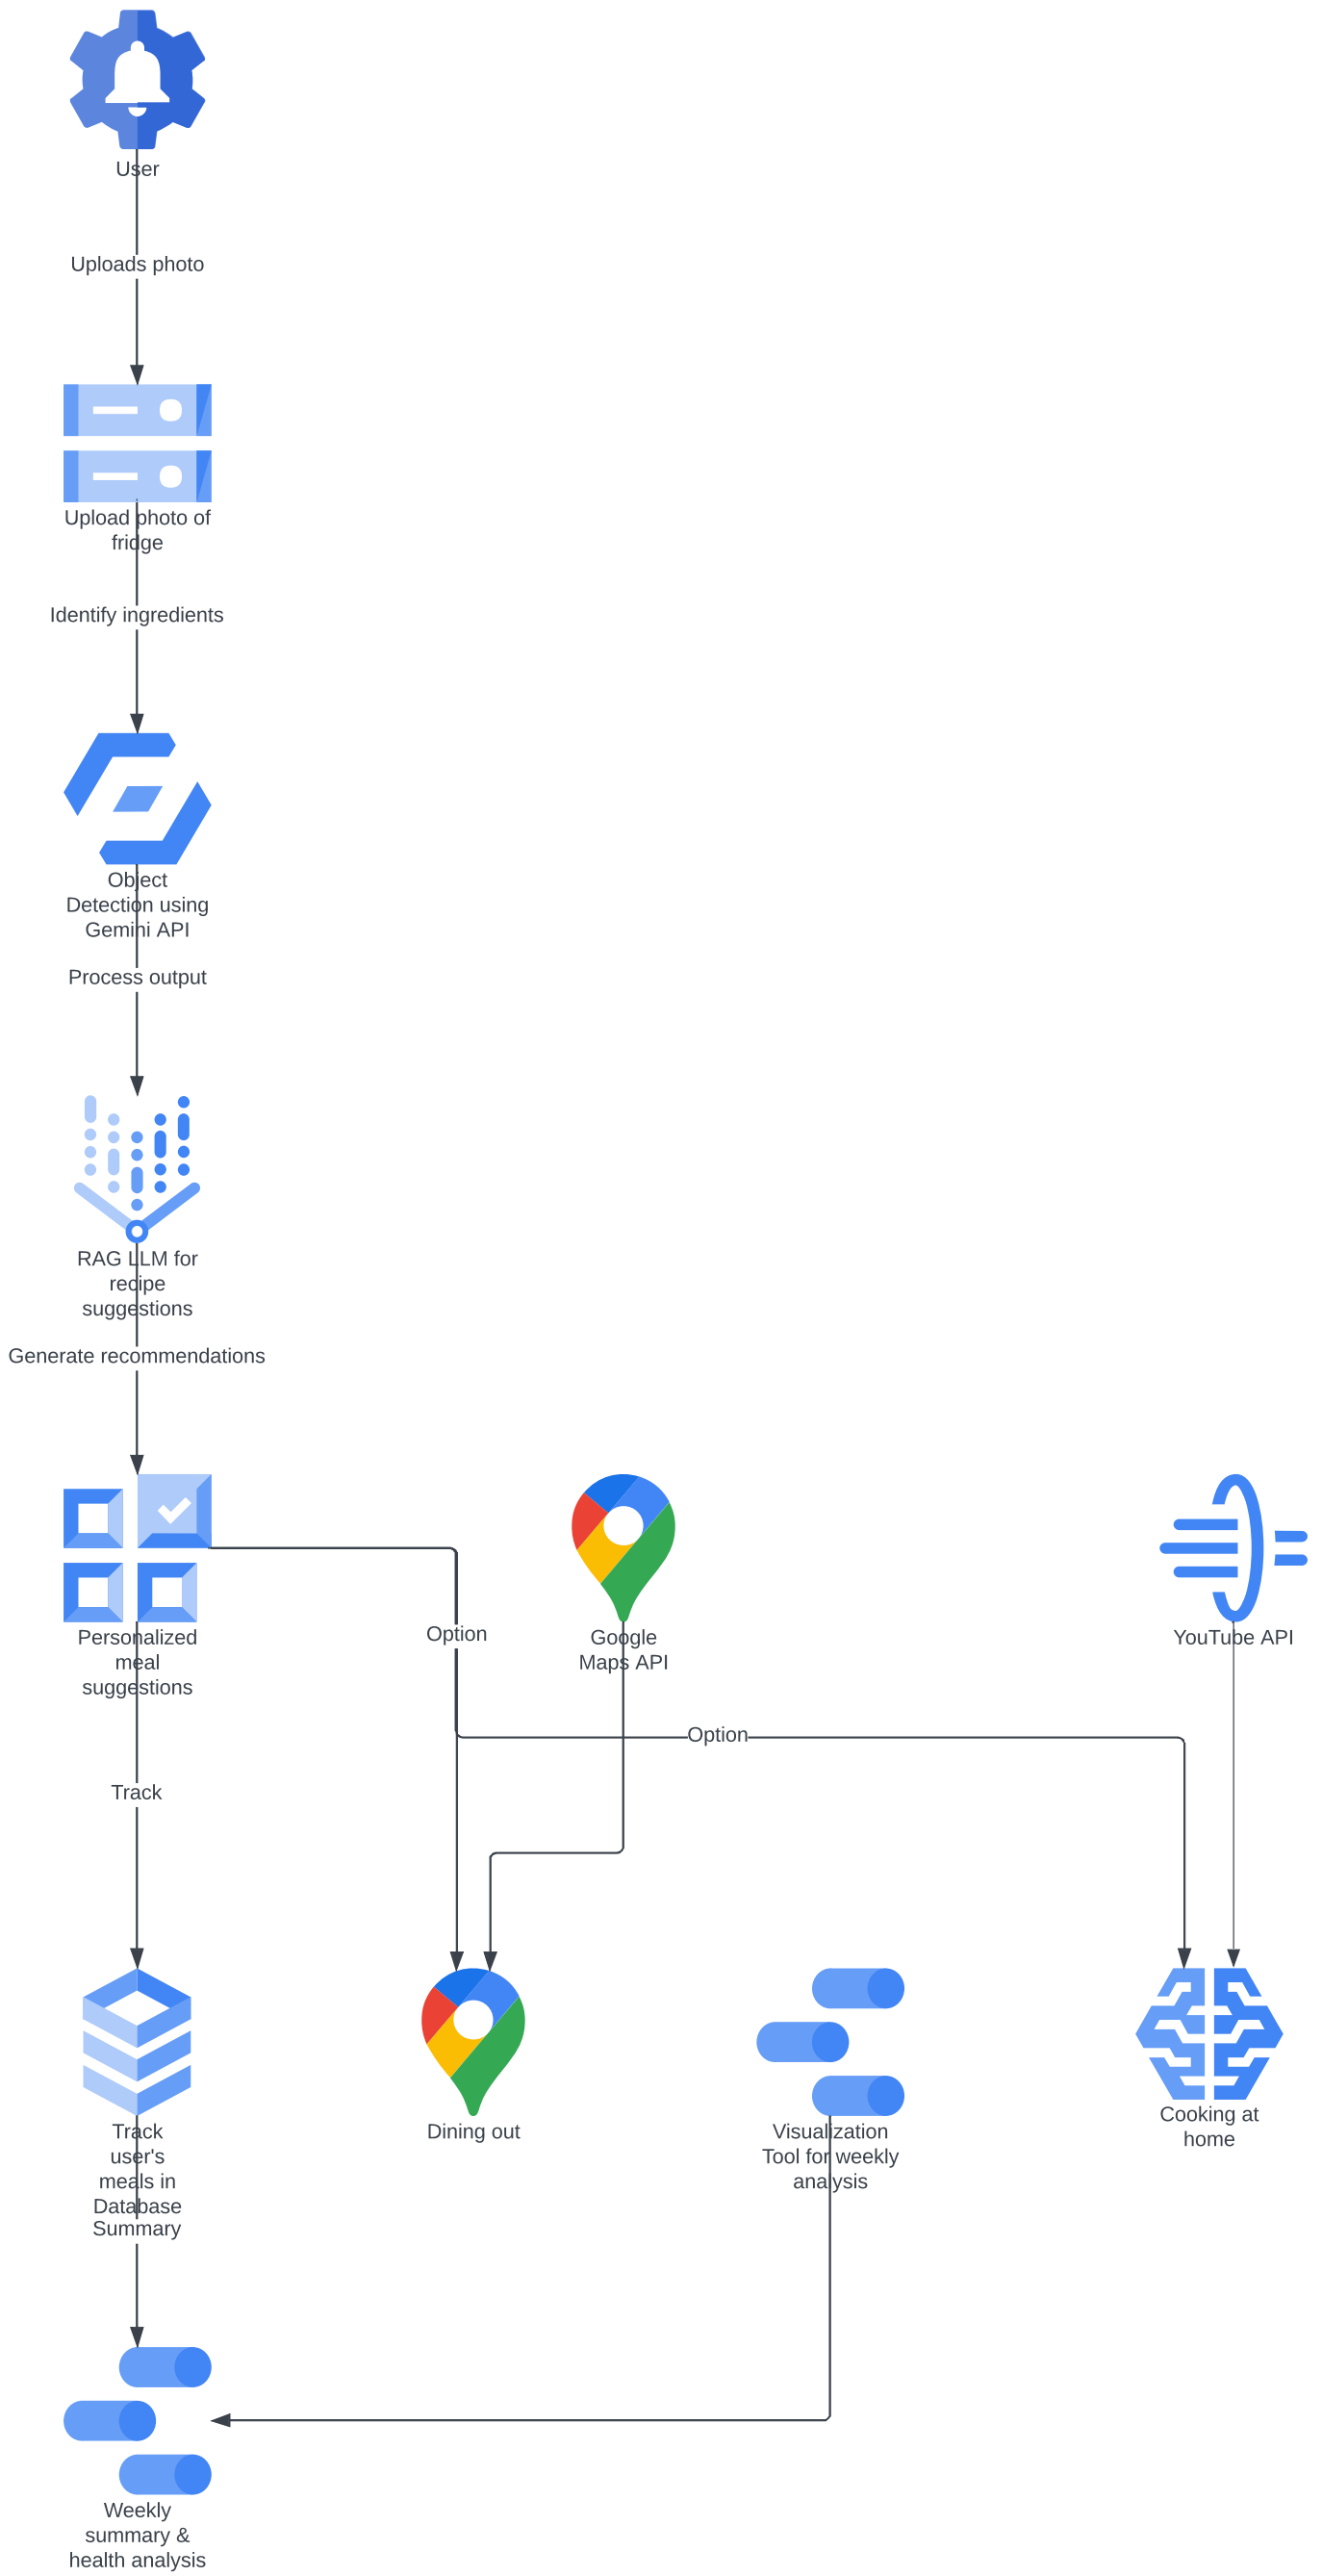 User
Uploads photo
Upload photo of
fridge
Identify ingredients
Object
Detection using
Gemini API
Process output
RAG LLM for
recipe
suggestions
Generate recommendations
Personalized
meal
suggestions
Option
Google
Maps API
YouTube API
Option
Track
Track
user's
meals in
Database
Summary
Dining out
Visualization
Tool for weekly
analysis
Cooking at
home
Weekly
summary &
health analysis